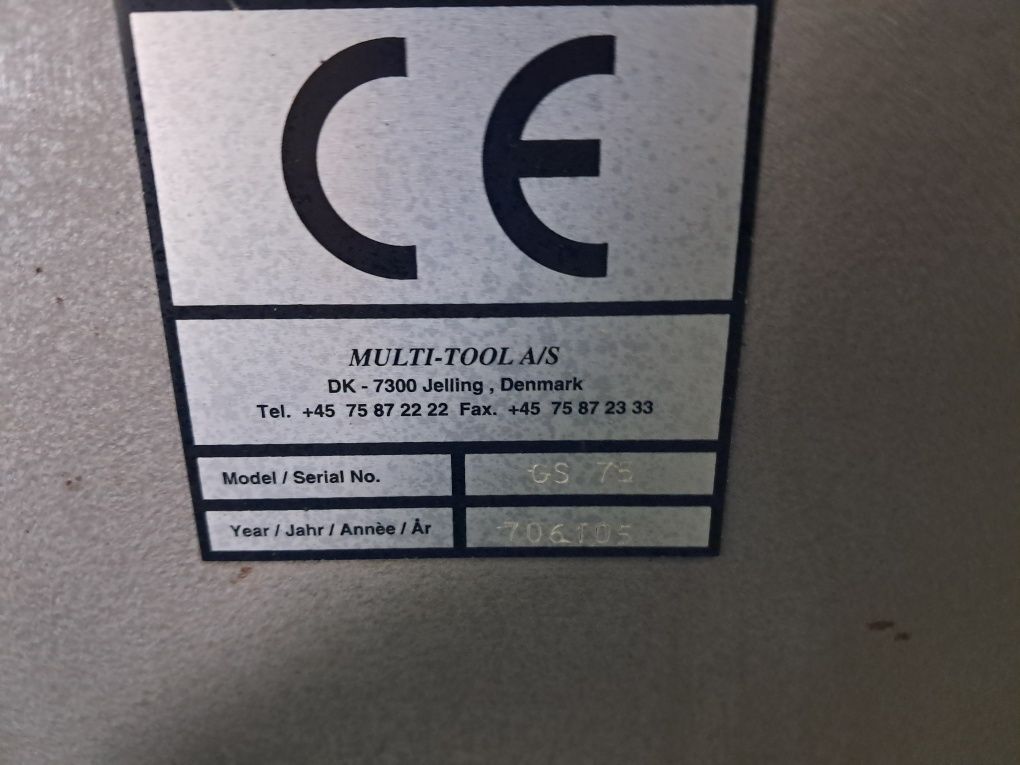 CE
MULTI-TOOL A/S
DK - 7300 Jelling , Denmark
Tel. +45 75 87 22 22 Fax. +45 75 87 23 33
Model / Serial No. GS 75
Year / Jahr / Annèe / År 706105